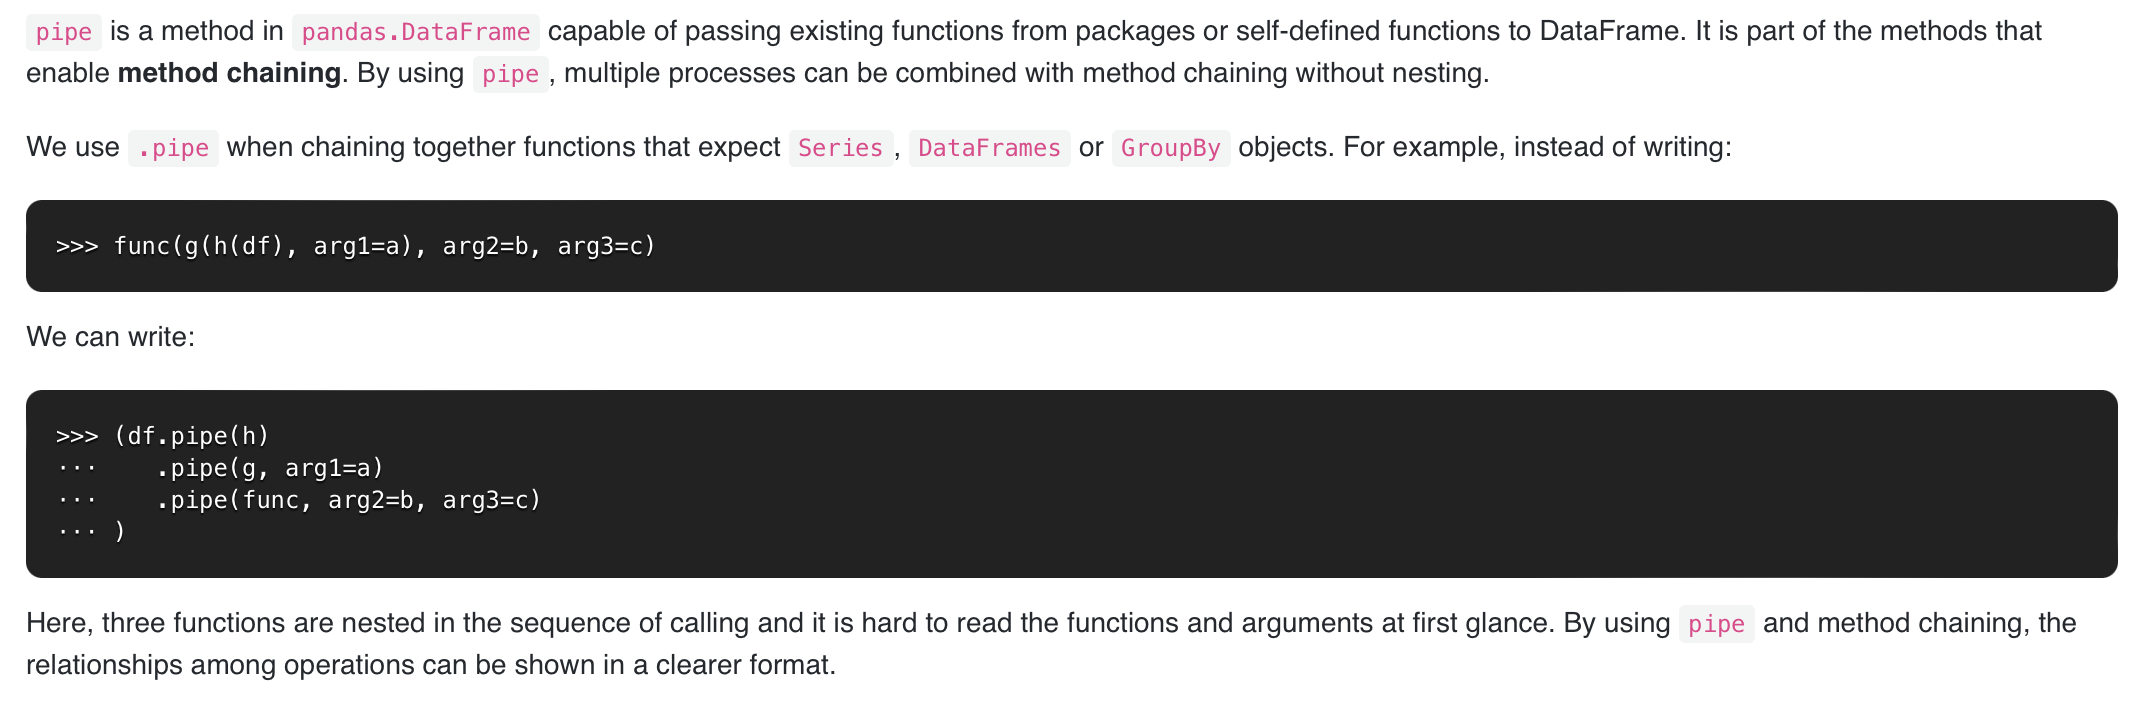 pipe is a method in pandas.DataFrame capable of passing existing functions from packages or self-defined functions to DataFrame. It is part of the methods that
enable method chaining. By using pipe, multiple processes can be combined with method chaining without nesting.
We use .pipe when chaining together functions that expect Series, DataFrames or GroupBy objects. For example, instead of writing:
>>> func(g(h(df), arg1=a), arg2=b, arg3=c)
We can write:
>>> (df.pipe(h)
...    .pipe(g, arg1=a)
...    .pipe(func, arg2=b, arg3=c)
... )
Here, three functions are nested in the sequence of calling and it is hard to read the functions and arguments at first glance. By using pipe and method chaining, the
relationships among operations can be shown in a clearer format.